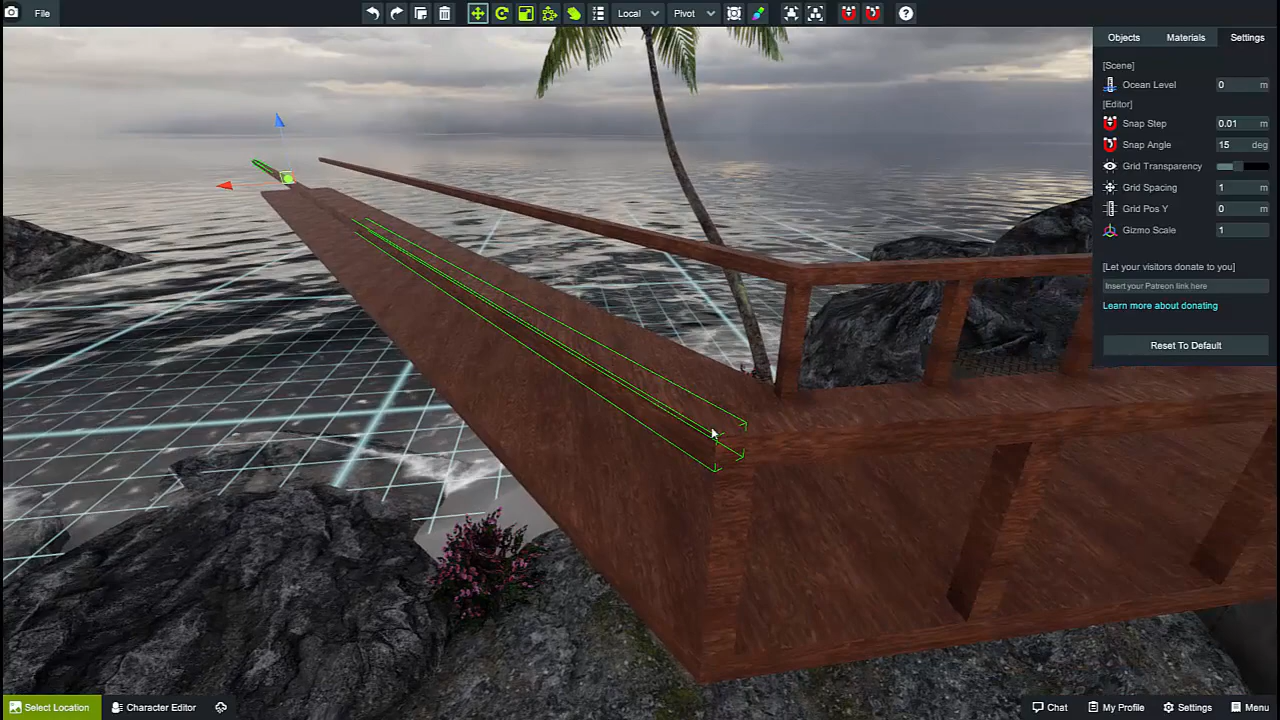 File
Local
Pivot
Objects
Materials
Settings
[Scene]
Ocean Level
0
m
[Editor]
Snap Step
0.01
m
Snap Angle
15
deg
Grid Transparency
Grid Spacing
1
m
Grid Pos Y
0
m
Gizmo Scale
1
[Let your visitors donate to you]
Insert your Patreon link here
Learn more about donating
Reset To Default
Select Location
Character Editor
Chat
My Profile
Settings
Menu